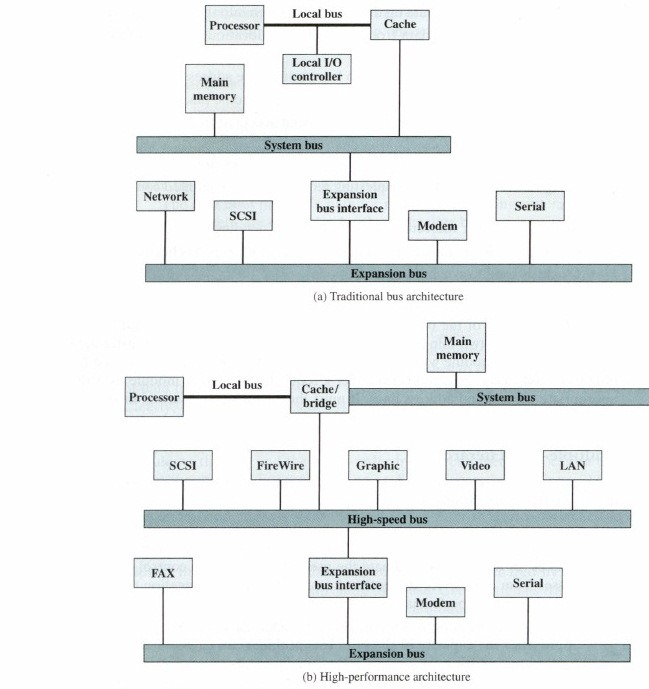 Local bus
Processor
Cache
Local I/O
controller
Main
memory
System bus
Network
SCSI
Expansion
bus interface
Modem
Serial
Expansion bus
(a) Traditional bus architecture
Main
memory
Processor
Local bus
Cache/
bridge
System bus
SCSI
FireWire
Graphic
Video
LAN
High-speed bus
FAX
Expansion
bus interface
Modem
Serial
Expansion bus
(b) High-performance architecture